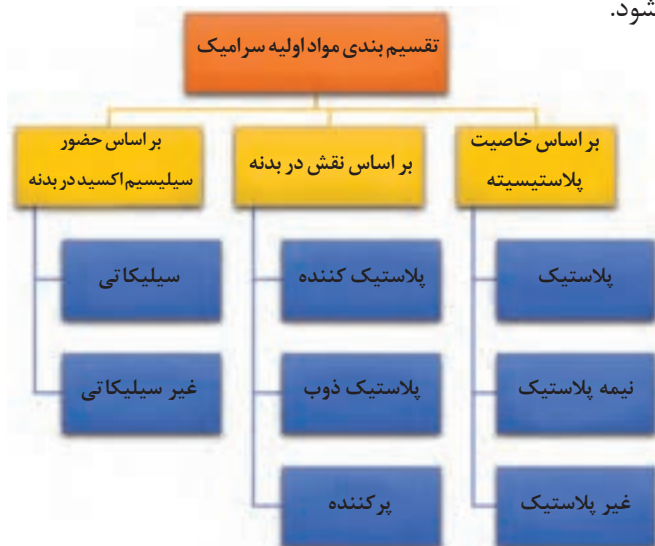 شود.
تقسیم بندی مواد اولیه سرامیک
بر اساس خاصیت
پلاستیسیته
پلاستیک
نیمه پلاستیک
غیر پلاستیک
بر اساس نقش در بدنه
پلاستیک کننده
پلاستیک ذوب
پرکننده
بر اساس حضور
سیلیسیم اکسید در بدنه
سیلیکاتی
غیر سیلیکاتی